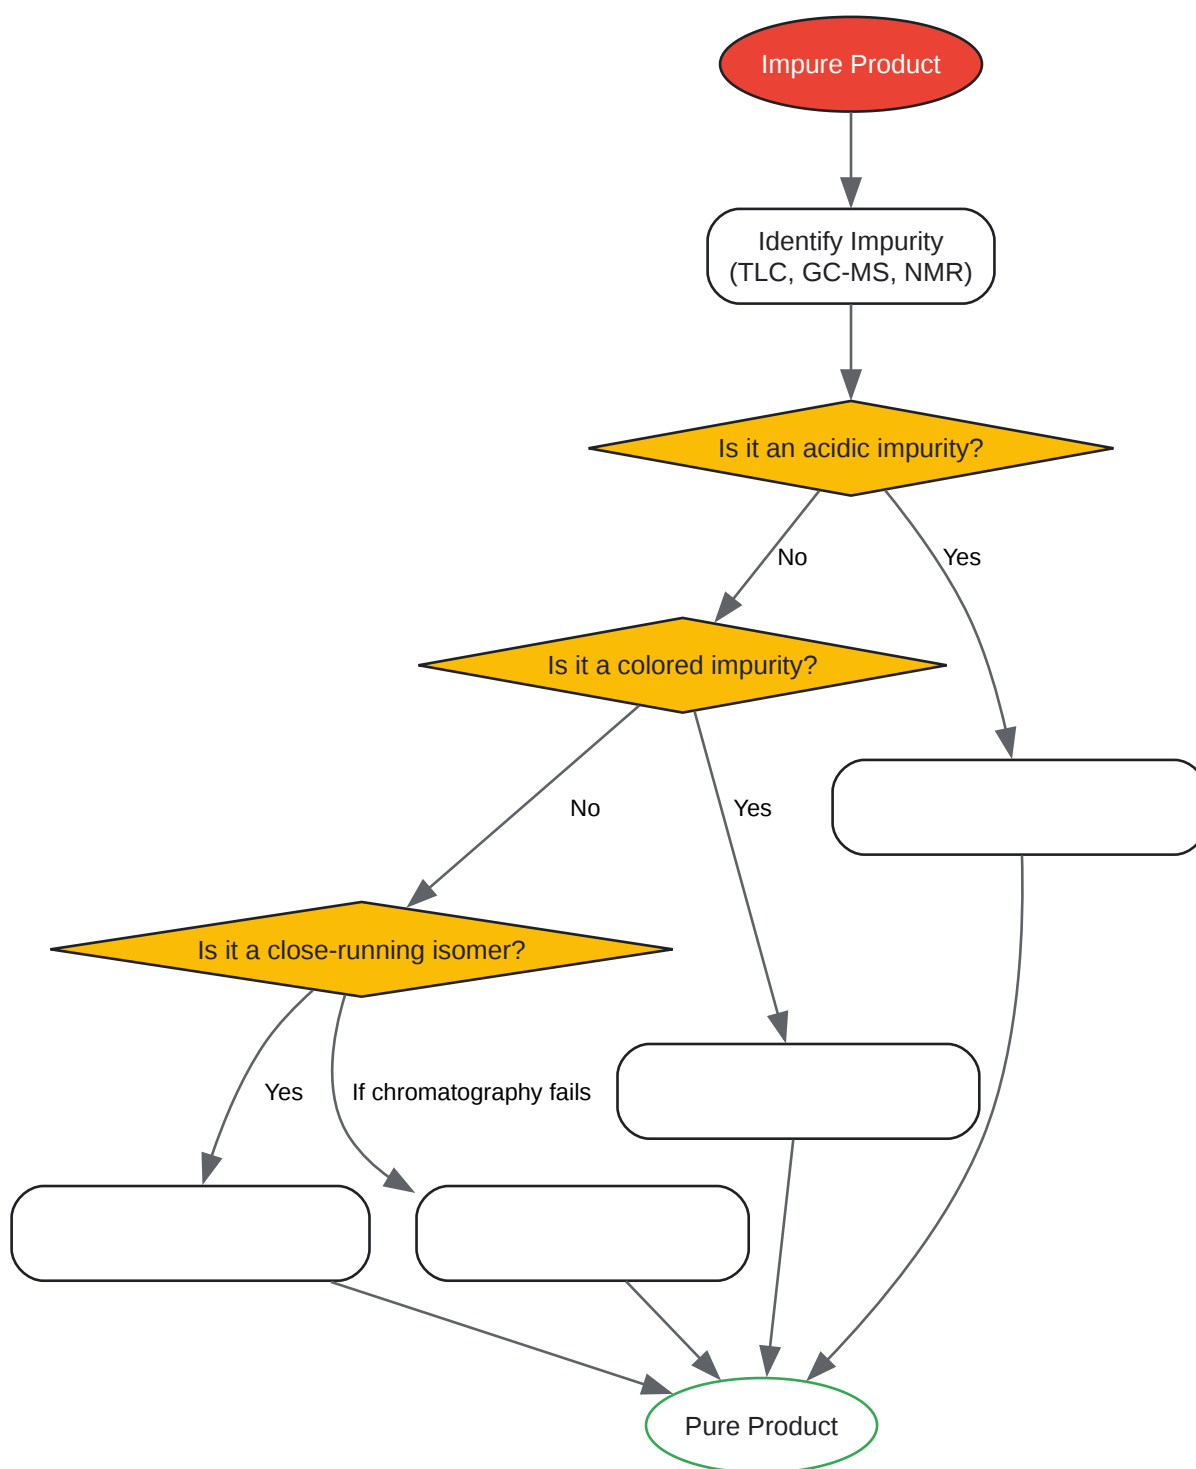 Impure Product
Identify Impurity
(TLC, GC-MS, NMR)
Is it an acidic impurity?
No
Yes
Is it a colored impurity?
No
Yes
Is it a close-running isomer?
Yes
If chromatography fails
Pure Product